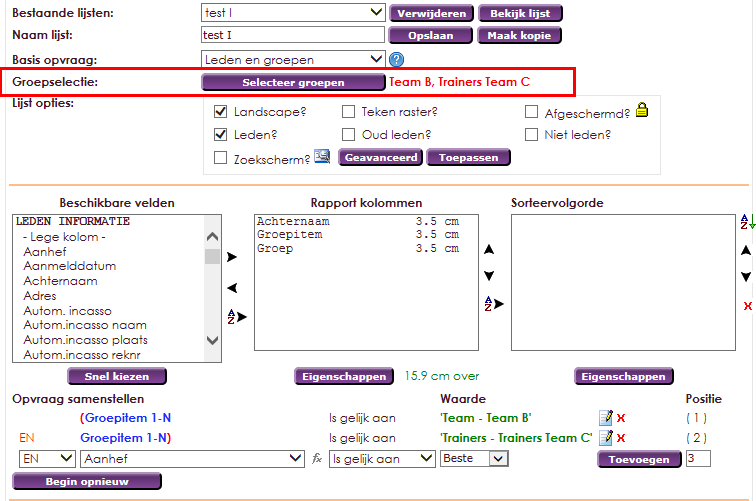 Bestaande lijsten: test I Verwijderen Bekijk lijst
Naam lijst: test I Opslaan Maak kopie
Basis opvraag: Leden en groepen ?
Groepselectie: Selecteer groepen Team B, Trainers Team C
Lijst opties:
Landscape? Teken raster? Afgeschermd?
Leden? Oud leden? Niet leden?
Zoekscherm? Geavanceerd Toepassen
Beschikbare velden Rapport kolommen Sorteervolgorde
LEDEN INFORMATIE
- Lege kolom -
Aanhef
Aanmelddatum
Achternaam
Adres
Autom. incasso
Autom.incasso naam
Autom.incasso plaats
Autom.incasso reknr
Achternaam 3.5 cm
Groepitem 3.5 cm
Groep 3.5 cm
A Z
A Z
A Z
Snel kiezen Eigenschappen 15.9 cm over Eigenschappen
Opvraag samenstellen Waarde Positie
(Groepitem 1-N Is gelijk aan 'Team - Team B' X ( 1 )
EN Groepitem 1-N) Is gelijk aan 'Trainers - Trainers Team C' X ( 2 )
EN Aanhef fx Is gelijk aan Beste Toevoegen 3
Begin opnieuw